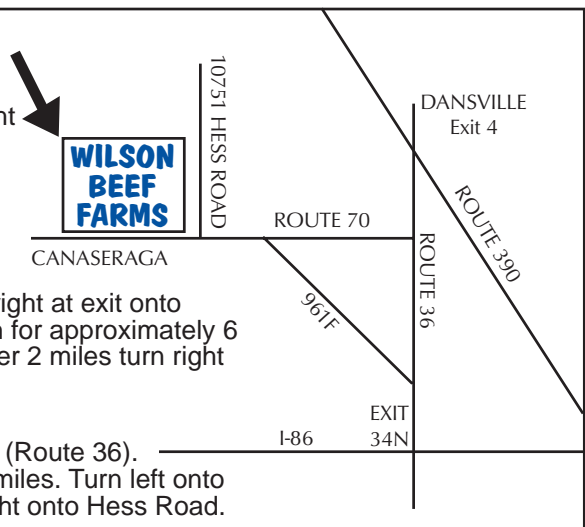 nt
WILSON
BEEF
FARMS
10751 HESS ROAD
DANSVILLE
Exit 4
ROUTE 70
ROUTE 390
ROUTE 36
CANASERAGA
961F
right at exit onto
for approximately 6
er 2 miles turn right
EXIT
34N
I-86
(Route 36).
miles. Turn left onto
ht onto Hess Road.